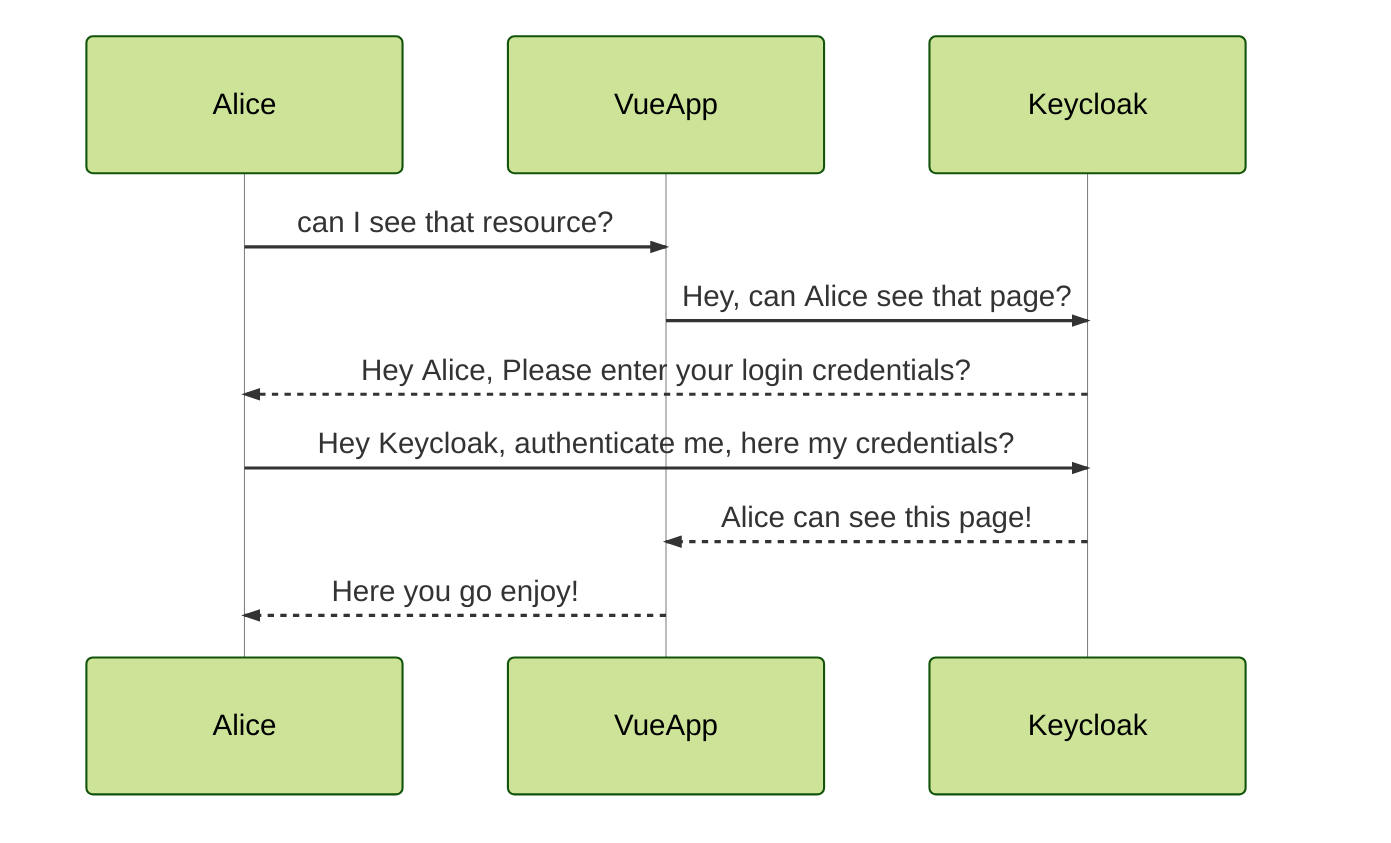 Alice
VueApp
Keycloak
can I see that resource?
Hey, can Alice see that page?
Hey Alice, Please enter your login credentials?
Hey Keycloak, authenticate me, here my credentials?
Alice can see this page!
Here you go enjoy!
Alice
VueApp
Keycloak